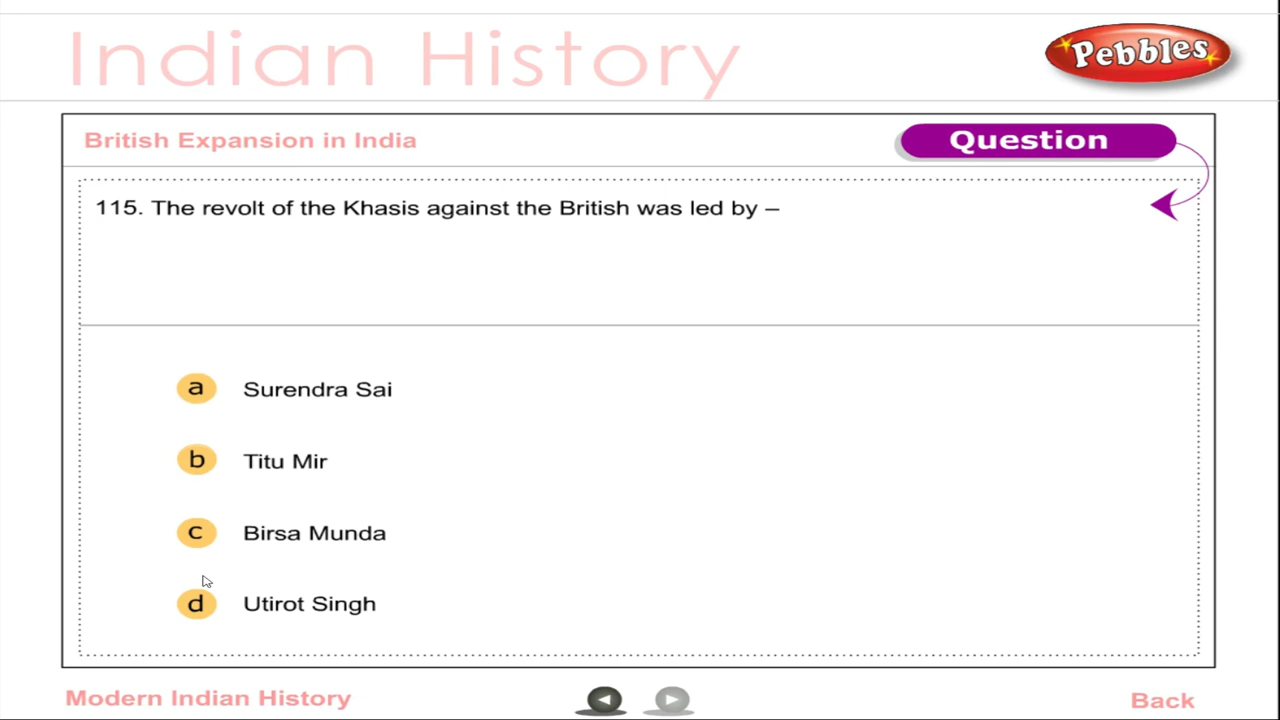 Indian History
Pebbles
British Expansion in India
Question
115. The revolt of the Khasis against the British was led by –
a Surendra Sai
b Titu Mir
c Birsa Munda
d Utirot Singh
Modern Indian History
Back